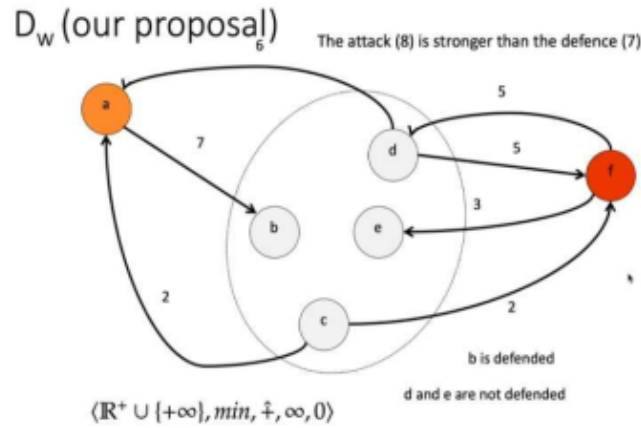 D_w (our proposal)
6
The attack (8) is stronger than the defence (7)
5
a
7
d
5
f
3
b
e
2
c
2
b is defended
d and e are not defended
⟨ℝ⁺ ∪ {+∞}, min, +̂, ∞, 0⟩